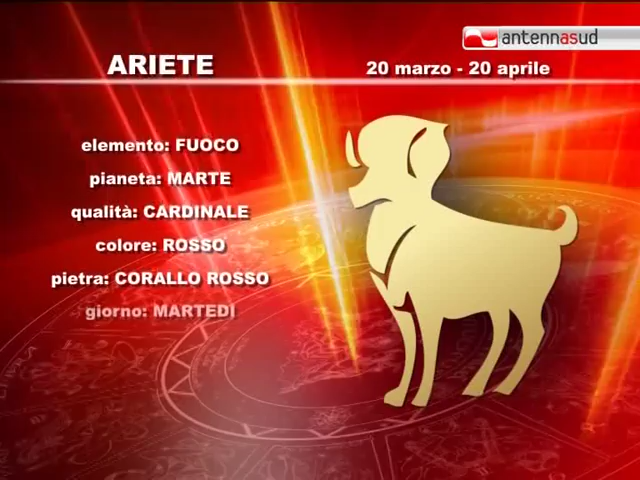 antennasud
ARIETE
20 marzo - 20 aprile
elemento: FUOCO
pianeta: MARTE
qualità: CARDINALE
colore: ROSSO
pietra: CORALLO ROSSO
giorno: MARTEDI